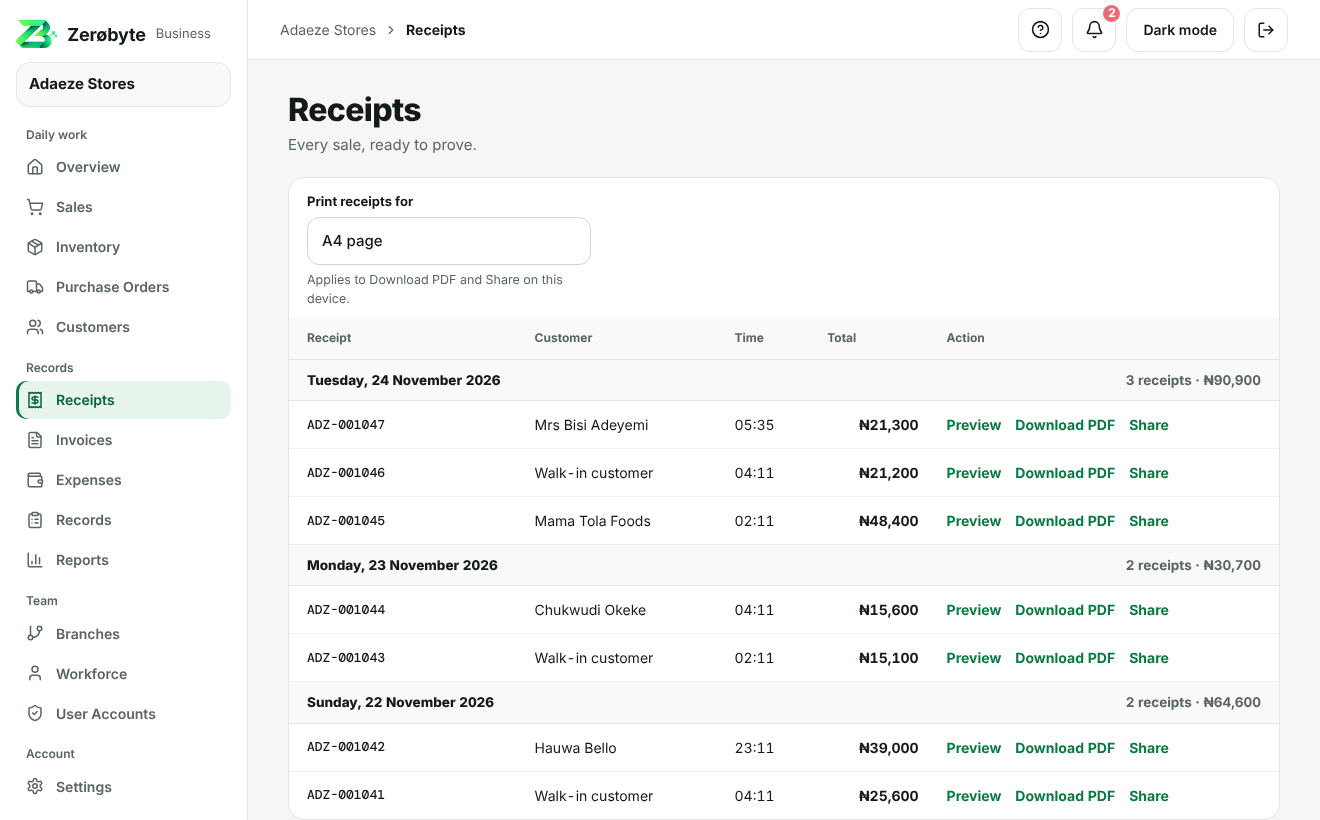 Zerøbyte Business
Adaeze Stores
Daily work
Overview
Sales
Inventory
Purchase Orders
Customers
Records
Receipts
Invoices
Expenses
Records
Reports
Team
Branches
Workforce
User Accounts
Account
Settings
Adaeze Stores > Receipts
2
Dark mode
Receipts
Every sale, ready to prove.
Print receipts for
A4 page
Applies to Download PDF and Share on this
device.
Receipt Customer Time Total Action
Tuesday, 24 November 2026 3 receipts · ₦90,900
ADZ-001047 Mrs Bisi Adeyemi 05:35 ₦21,300 Preview Download PDF Share
ADZ-001046 Walk-in customer 04:11 ₦21,200 Preview Download PDF Share
ADZ-001045 Mama Tola Foods 02:11 ₦48,400 Preview Download PDF Share
Monday, 23 November 2026 2 receipts · ₦30,700
ADZ-001044 Chukwudi Okeke 04:11 ₦15,600 Preview Download PDF Share
ADZ-001043 Walk-in customer 02:11 ₦15,100 Preview Download PDF Share
Sunday, 22 November 2026 2 receipts · ₦64,600
ADZ-001042 Hauwa Bello 23:11 ₦39,000 Preview Download PDF Share
ADZ-001041 Walk-in customer 04:11 ₦25,600 Preview Download PDF Share